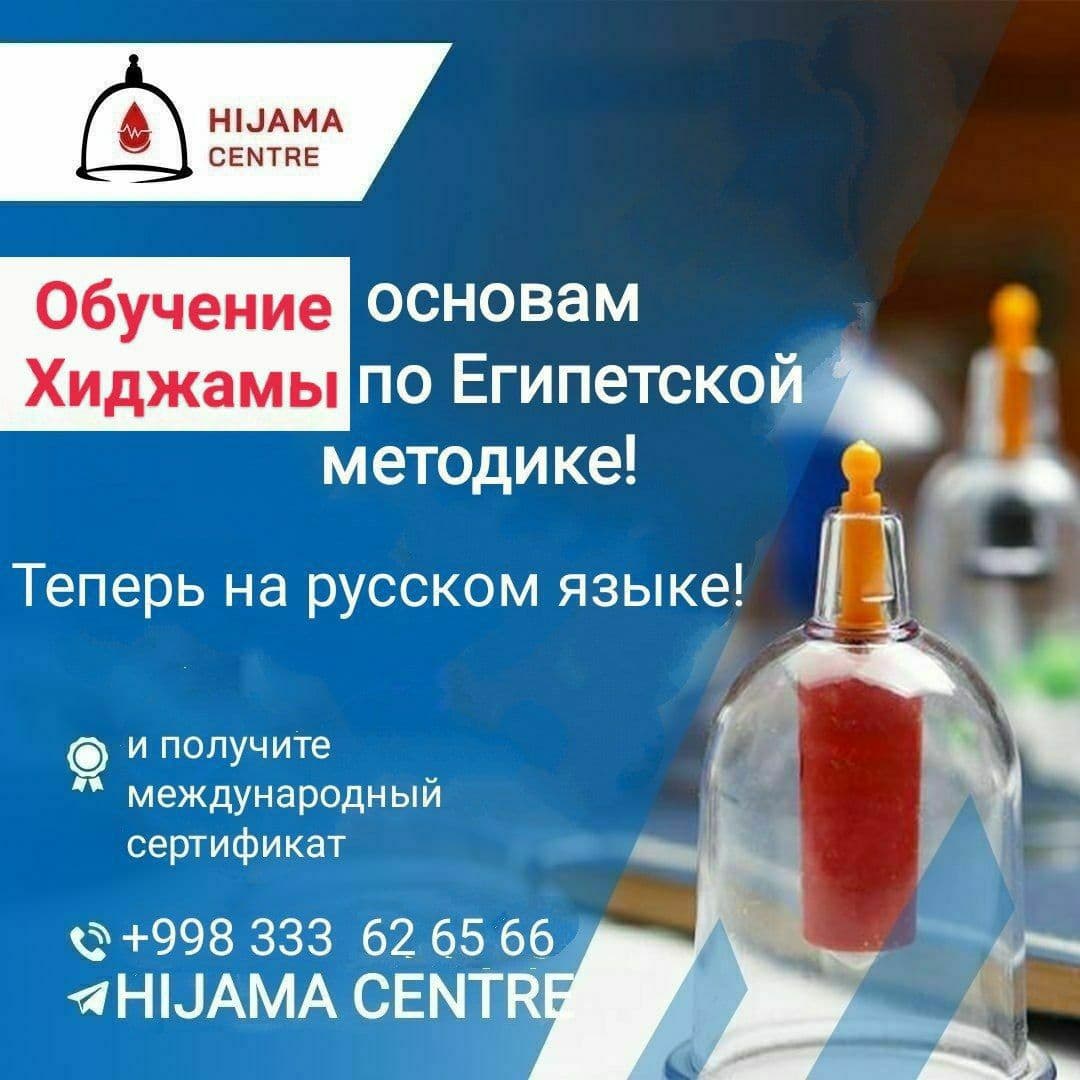 HIJAMA
CENTRE
Обучение основам
Хиджамы по Египетской
методике!
Теперь на русском языке!
и получите
международный
сертификат
+998 333 62 65 66
HIJAMA CENTRE